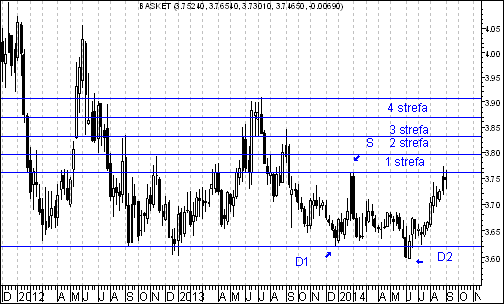 BASKET (3.75240, 3.76540, 3.73010, 3.74650, -0.00690)
4.05
4.00
3.95
3.90
4 strefa
3.85
3 strefa
S
2 strefa
3.80
1 strefa
3.75
3.70
3.65
D1
D2
3.60
D 2012 A M J J A S O N D 2013 A M J J A S O N D 2014 A M J J A S O N